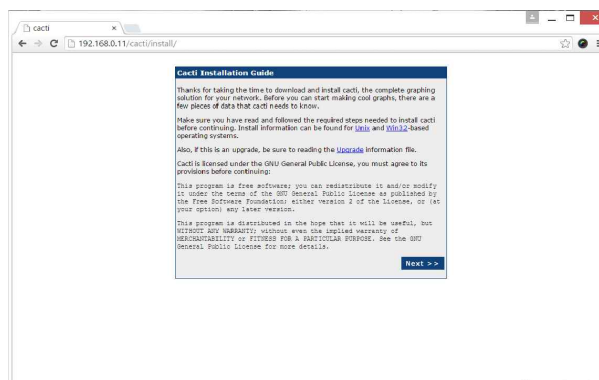 cacti
192.168.0.11/cacti/install/
Cacti Installation Guide
Thanks for taking the time to download and install cacti, the complete graphing
solution for your network. Before you can start making cool graphs, there are a
few pieces of data that cacti needs to know.
Make sure you have read and followed the required steps needed to install cacti
before continuing. Install information can be found for Unix and Win32-based
operating systems.
Also, if this is an upgrade, be sure to reading the Upgrade information file.
Cacti is licensed under the GNU General Public License, you must agree to its
provisions before continuing:
This program is free software; you can redistribute it and/or modify
it under the terms of the GNU General Public License as published by
the Free Software Foundation; either version 2 of the License, or (at
your option) any later version.
This program is distributed in the hope that it will be useful, but
WITHOUT ANY WARRANTY; without even the implied warranty of
MERCHANTABILITY or FITNESS FOR A PARTICULAR PURPOSE. See the GNU
General Public License for more details.
Next >>